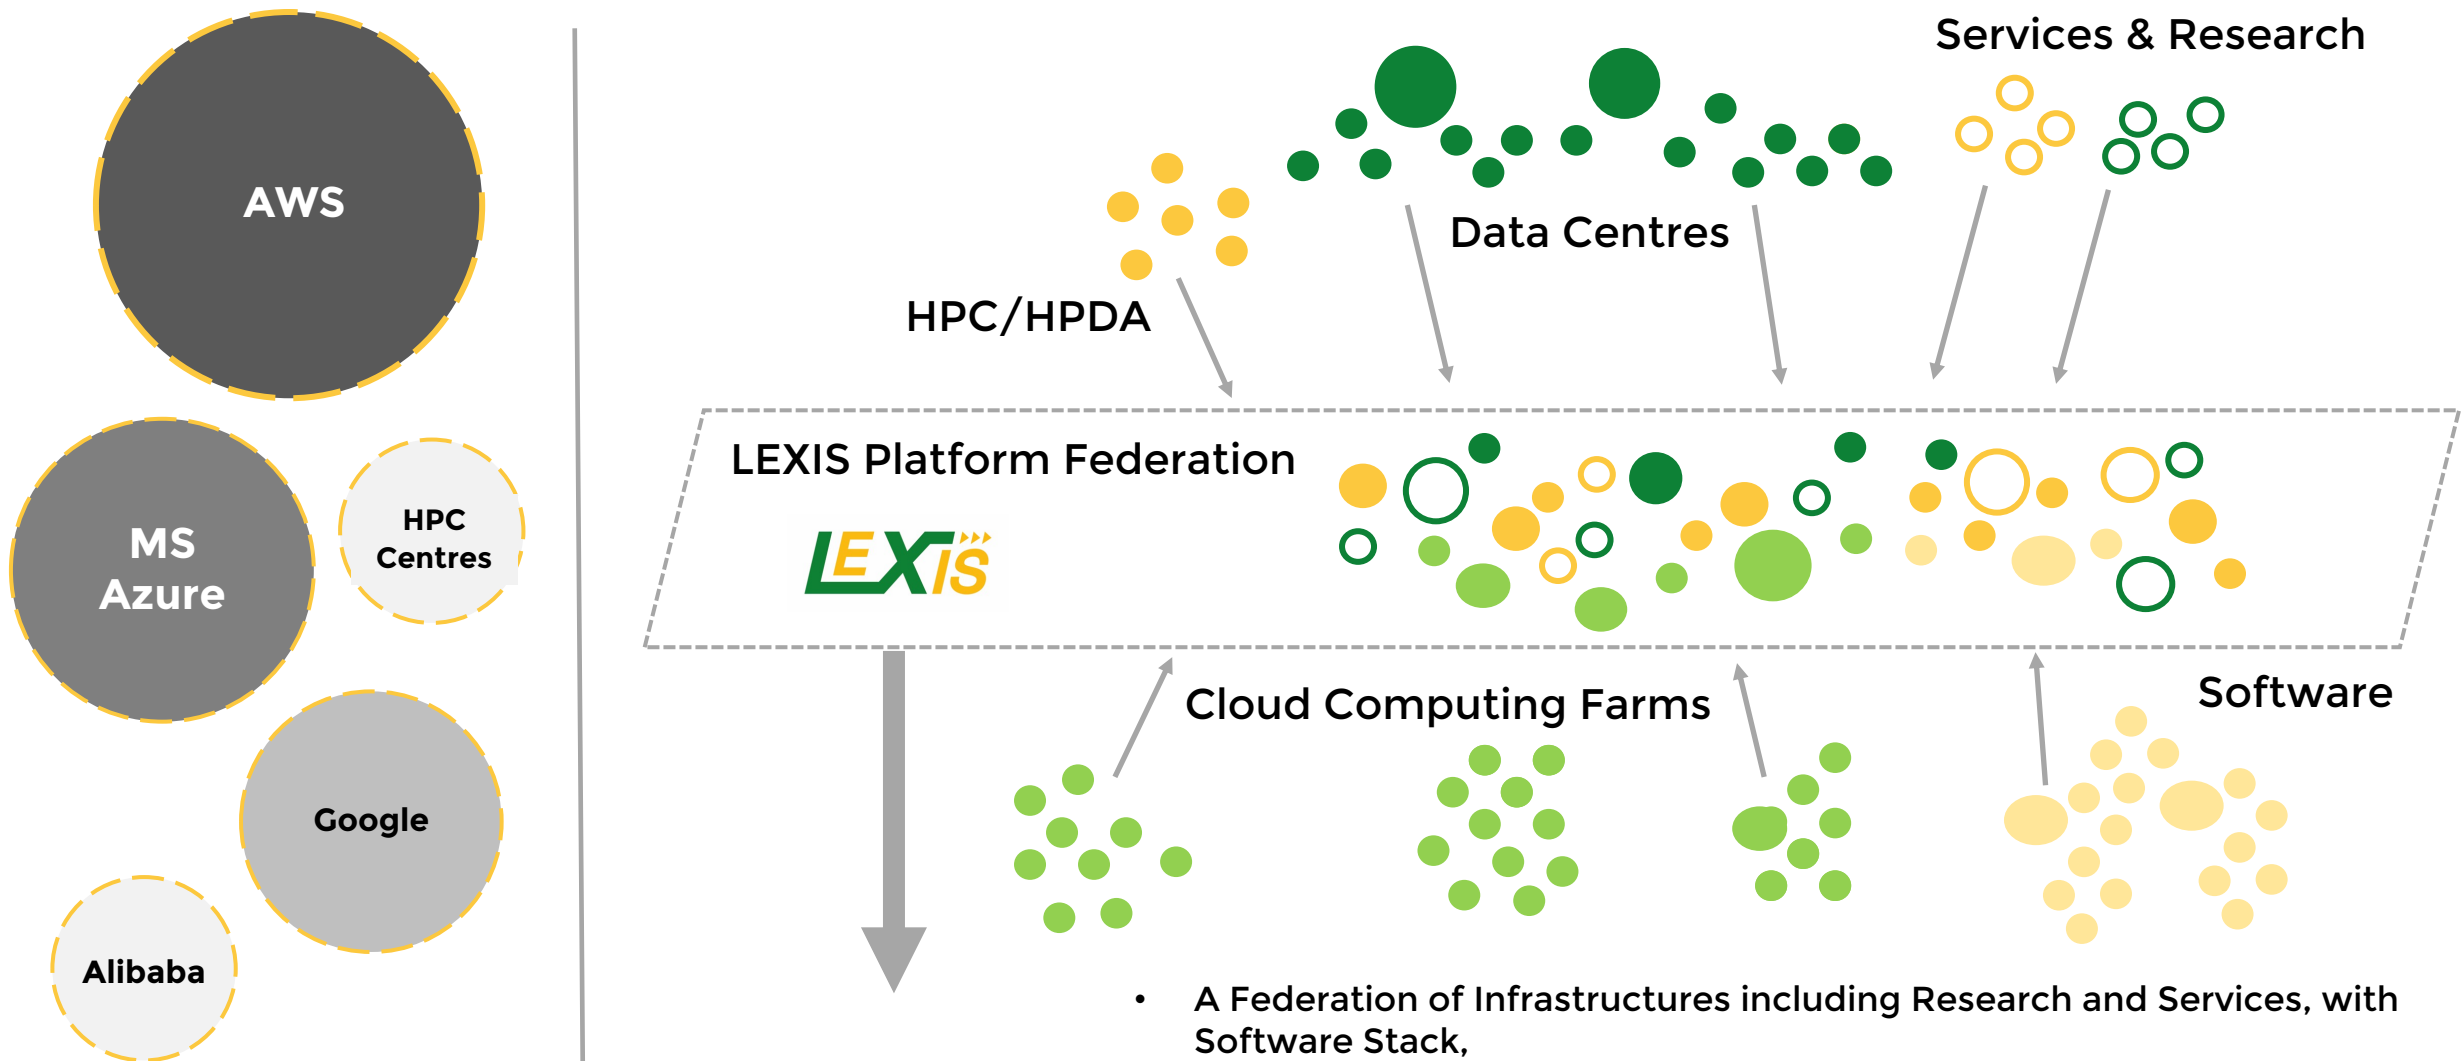 AWS
MS
Azure
HPC
Centres
Google
Alibaba
Services & Research
Data Centres
HPC/HPDA
LEXIS Platform Federation
LEXIS
Cloud Computing Farms
Software
• A Federation of Infrastructures including Research and Services, with
Software Stack,